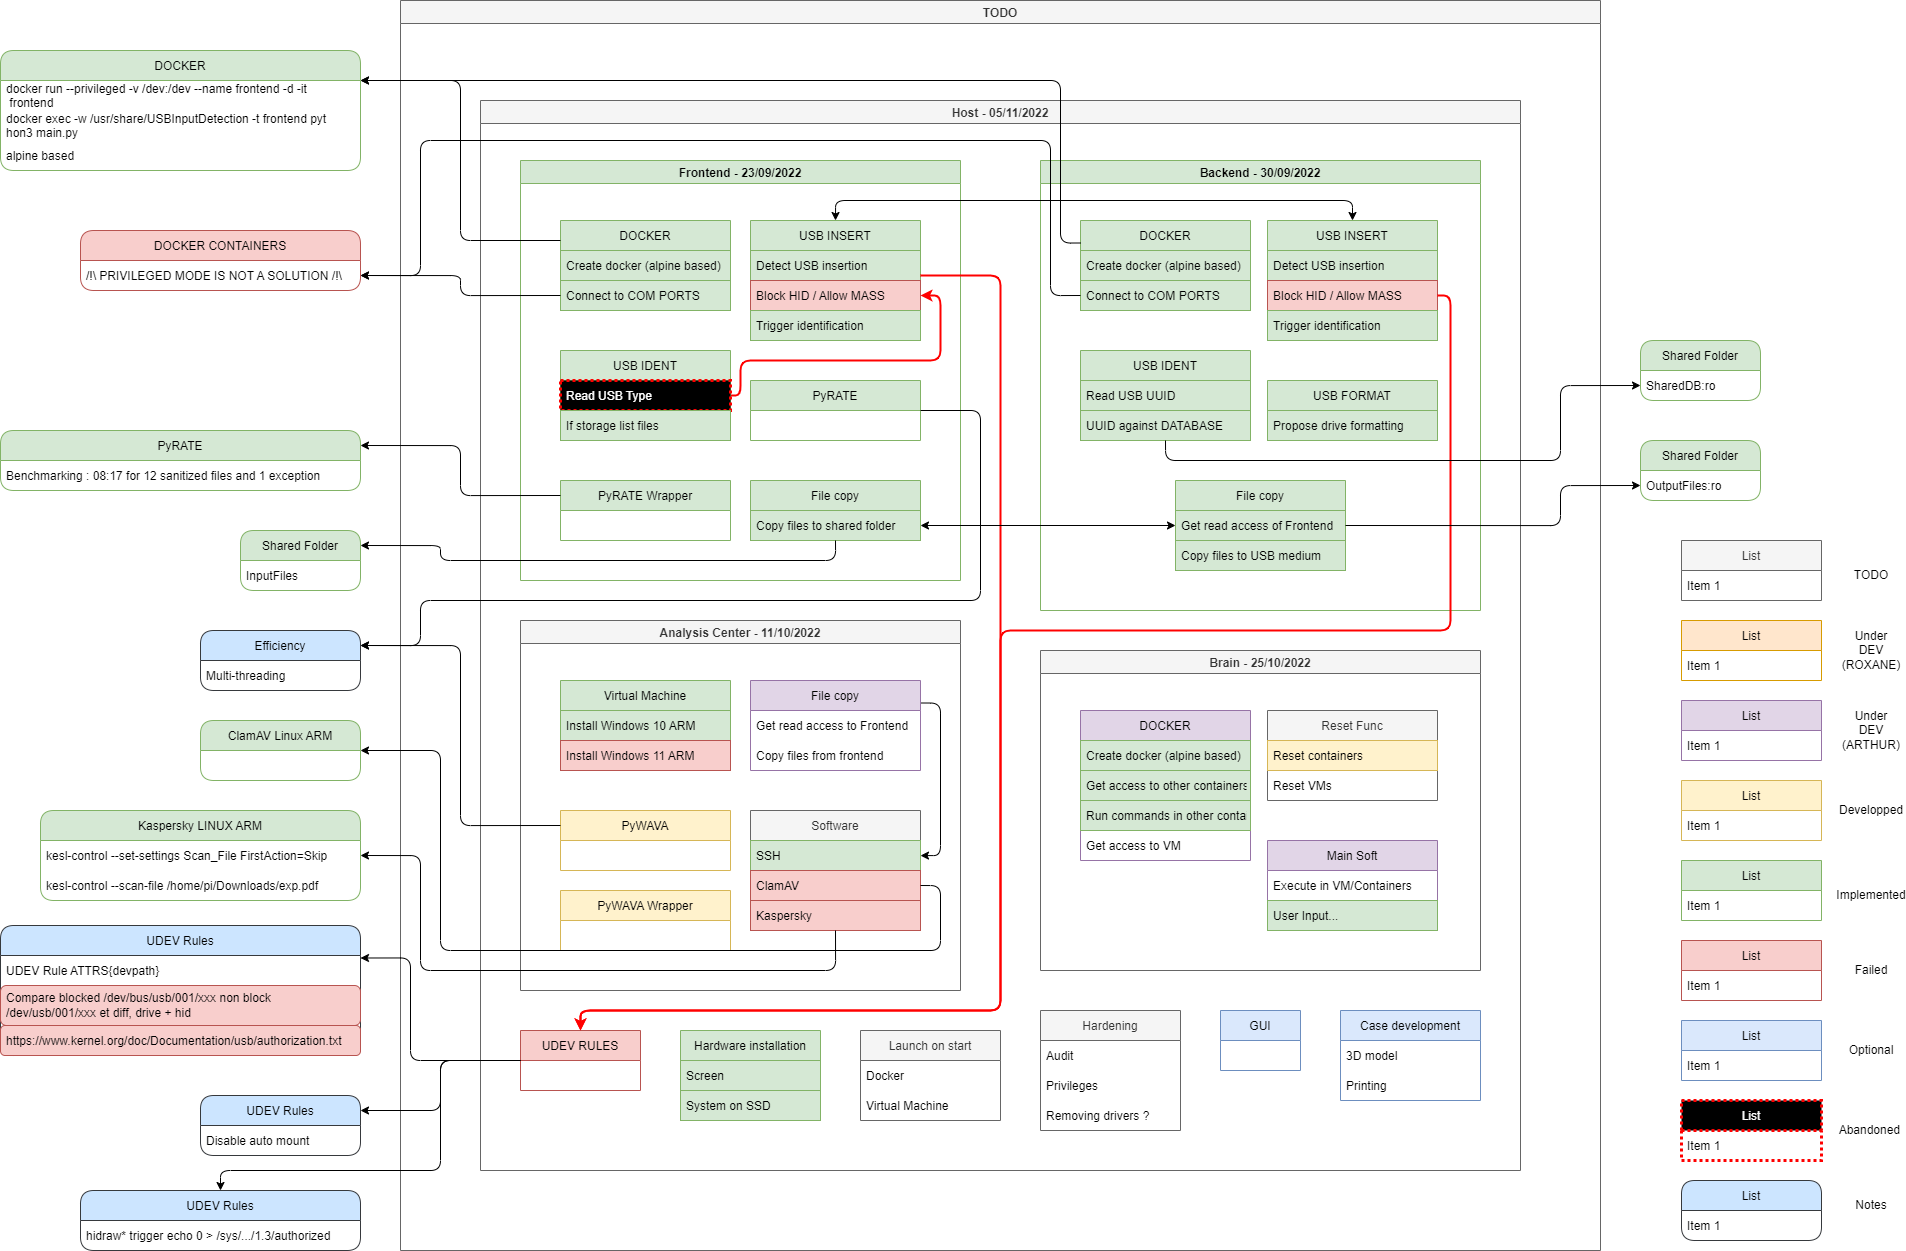 TODO
DOCKER
docker run --privileged -v /dev:/dev --name frontend -d -it
frontend
docker exec -w /usr/share/USBInputDetection -t frontend pyt
hon3 main.py
alpine based
DOCKER CONTAINERS
/!\ PRIVILEGED MODE IS NOT A SOLUTION /!\
PyRATE
Benchmarking : 08:17 for 12 sanitized files and 1 exception
Shared Folder
InputFiles
Efficiency
Multi-threading
ClamAV Linux ARM
Kaspersky LINUX ARM
kesl-control --set-settings Scan_File FirstAction=Skip
kesl-control --scan-file /home/pi/Downloads/exp.pdf
UDEV Rules
UDEV Rule ATTRS{devpath}
Compare blocked /dev/bus/usb/001/xxx non block
/dev/usb/001/xxx et diff, drive + hid
https://www.kernel.org/doc/Documentation/usb/authorization.txt
UDEV Rules
Disable auto mount
UDEV Rules
hidraw* trigger echo 0 > /sys/.../1.3/authorized
Host - 05/11/2022
Frontend - 23/09/2022
DOCKER
Create docker (alpine based)
Connect to COM PORTS
USB INSERT
Detect USB insertion
Block HID / Allow MASS
Trigger identification
USB IDENT
Read USB Type
If storage list files
PyRATE
PyRATE Wrapper
File copy
Copy files to shared folder
Backend - 30/09/2022
DOCKER
Create docker (alpine based)
Connect to COM PORTS
USB INSERT
Detect USB insertion
Block HID / Allow MASS
Trigger identification
USB IDENT
Read USB UUID
UUID against DATABASE
USB FORMAT
Propose drive formatting
File copy
Get read access of Frontend
Copy files to USB medium
Analysis Center - 11/10/2022
Virtual Machine
Install Windows 10 ARM
Install Windows 11 ARM
File copy
Get read access to Frontend
Copy files from frontend
PyWAVA
PyWAVA Wrapper
Software
SSH
ClamAV
Kaspersky
Brain - 25/10/2022
DOCKER
Create docker (alpine based)
Get access to other containers
Run commands in other conta
Get access to VM
Reset Func
Reset containers
Reset VMs
Main Soft
Execute in VM/Containers
User Input...
UDEV RULES
Hardware installation
Screen
System on SSD
Launch on start
Docker
Virtual Machine
Hardening
Audit
Privileges
Removing drivers ?
GUI
Case development
3D model
Printing
Shared Folder
SharedDB:ro
Shared Folder
OutputFiles:ro
List
Item 1
TODO
List
Item 1
Under
DEV
(ROXANE)
List
Item 1
Under
DEV
(ARTHUR)
List
Item 1
Developped
List
Item 1
Implemented
List
Item 1
Failed
List
Item 1
Optional
List
Item 1
Abandoned
List
Item 1
Notes